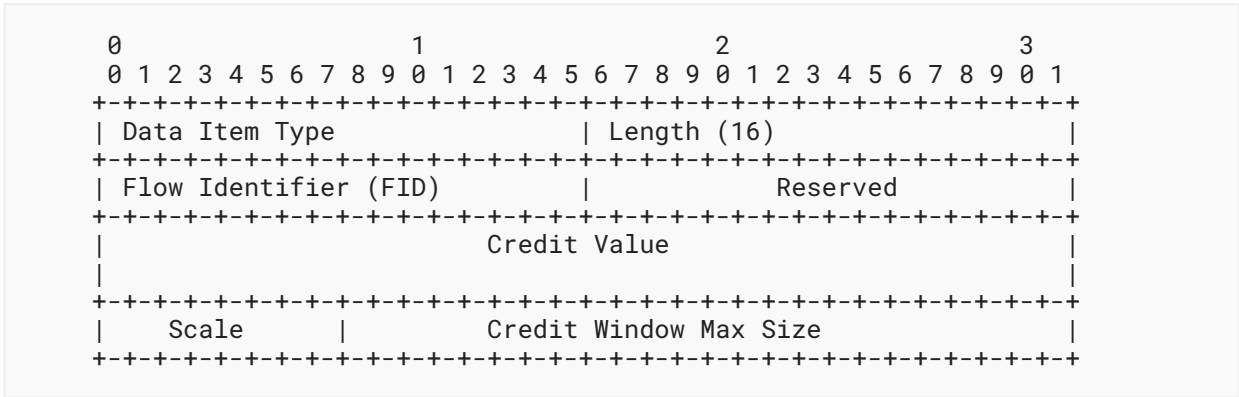 0                   1                   2                   3
 0 1 2 3 4 5 6 7 8 9 0 1 2 3 4 5 6 7 8 9 0 1 2 3 4 5 6 7 8 9 0 1
+-+-+-+-+-+-+-+-+-+-+-+-+-+-+-+-+-+-+-+-+-+-+-+-+-+-+-+-+-+-+-+-+
| Data Item Type                | Length (16)                   |
+-+-+-+-+-+-+-+-+-+-+-+-+-+-+-+-+-+-+-+-+-+-+-+-+-+-+-+-+-+-+-+-+
| Flow Identifier (FID)         |            Reserved           |
+-+-+-+-+-+-+-+-+-+-+-+-+-+-+-+-+-+-+-+-+-+-+-+-+-+-+-+-+-+-+-+-+
|                         Credit Value                          |
|                                                               |
+-+-+-+-+-+-+-+-+-+-+-+-+-+-+-+-+-+-+-+-+-+-+-+-+-+-+-+-+-+-+-+-+
|    Scale      |         Credit Window Max Size                |
+-+-+-+-+-+-+-+-+-+-+-+-+-+-+-+-+-+-+-+-+-+-+-+-+-+-+-+-+-+-+-+-+